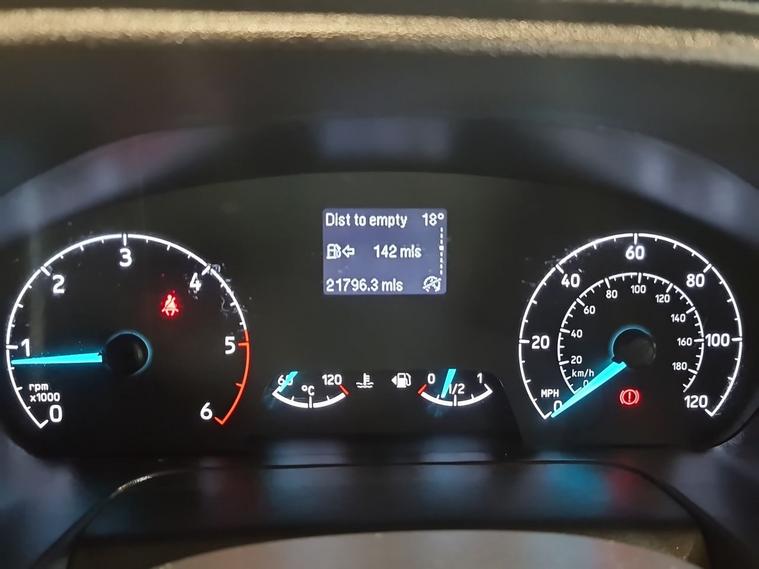 Dist to empty 18°
142 mls
21796.3 mls
0 1 2 3 4 5 6
rpm
x1000
60 120
°C
0 1/2 1
0 20 40 60 80 100 120
MPH
0 20 40 60 80 100 120 140 160 180
km/h